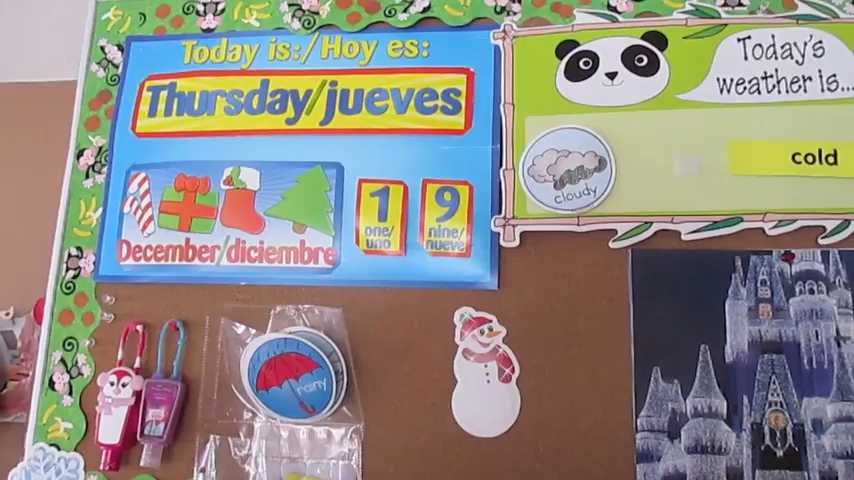 Today is:/Hoy es:
Thursday/jueves
December/diciembre
1
one/
uno
9
nine/
nueve
Today's
weather is...
cloudy
cold
rainy